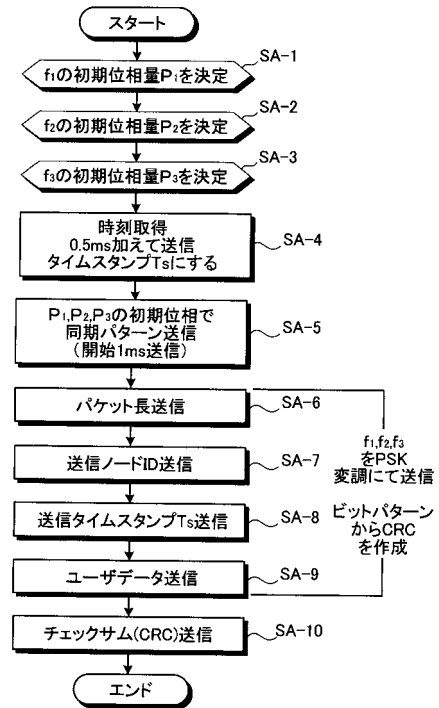 スタート
SA-1
f₁の初期位相量P₁を決定
SA-2
f₂の初期位相量P₂を決定
SA-3
f₃の初期位相量P₃を決定
時刻取得
0.5ms加えて送信
タイムスタンプTsにする
SA-4
P₁,P₂,P₃の初期位相で
同期パターン送信
(開始1ms送信)
SA-5
パケット長送信
SA-6
送信ノードID送信
SA-7
送信タイムスタンプTs送信
SA-8
ユーザデータ送信
SA-9
f₁,f₂,f₃
をPSK
変調にて送信
ビットパターン
からCRC
を作成
チェックサム(CRC)送信
SA-10
エンド